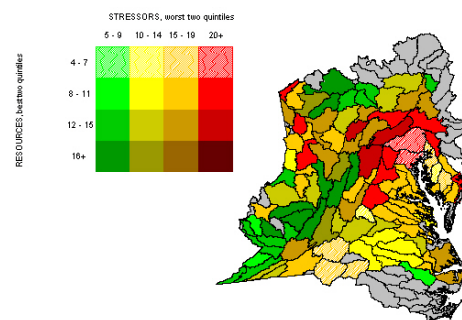 STRESSORS, worst two quintiles
5 - 9 10 - 14 15 - 19 20+
RESOURCES, best two quintiles
4 - 7
8 - 11
12 - 15
16+